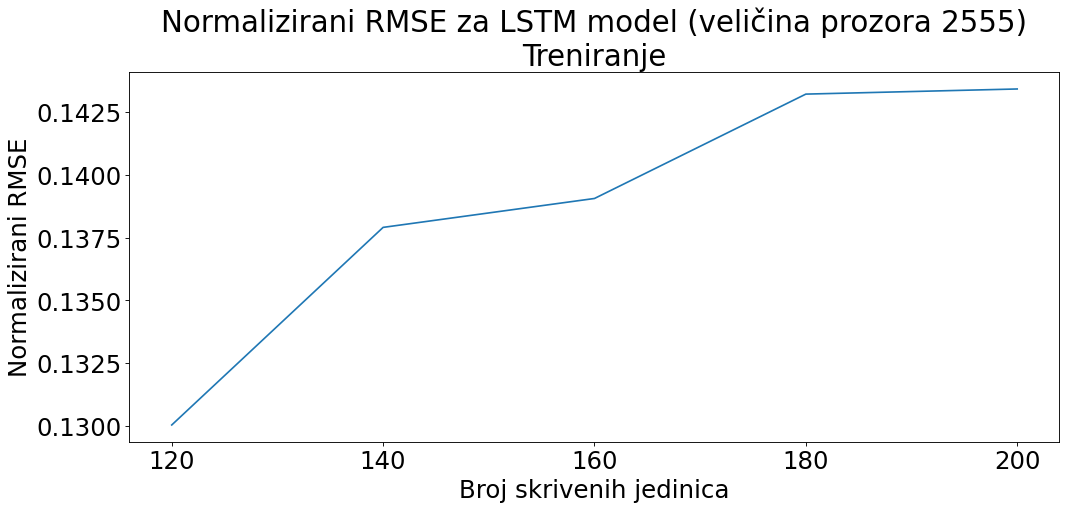 Normalizirani RMSE za LSTM model (veličina prozora 2555)
Treniranje
Normalizirani RMSE
0.1425
0.1400
0.1375
0.1350
0.1325
0.1300
120 140 160 180 200
Broj skrivenih jedinica